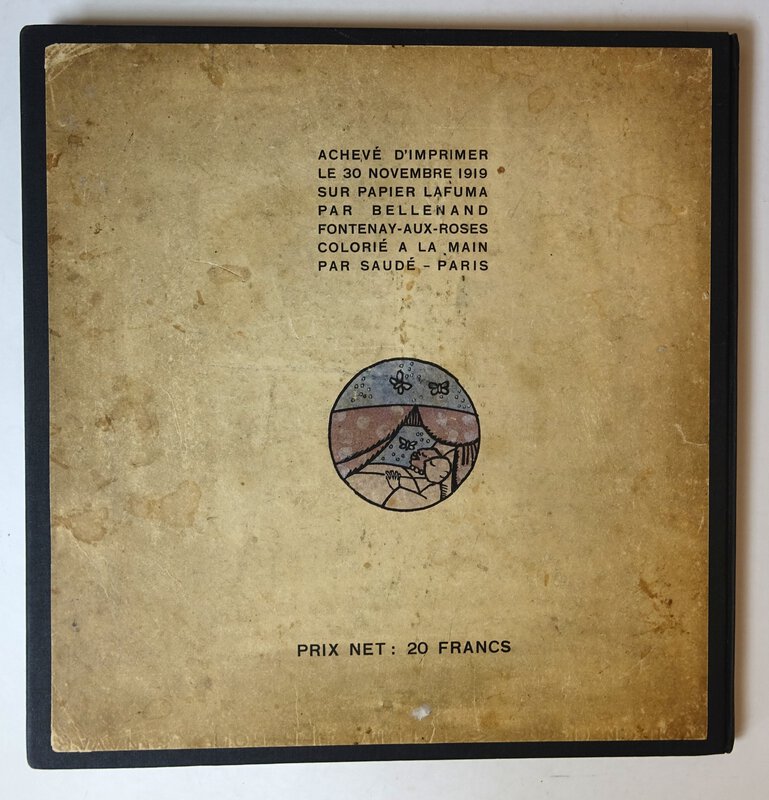 ACHEVÉ D'IMPRIMER
LE 30 NOVEMBRE 1919
SUR PAPIER LAFUMA
PAR BELLENAND
FONTENAY-AUX-ROSES
COLORIÉ A LA MAIN
PAR SAUDÉ – PARIS
PRIX NET : 20 FRANCS